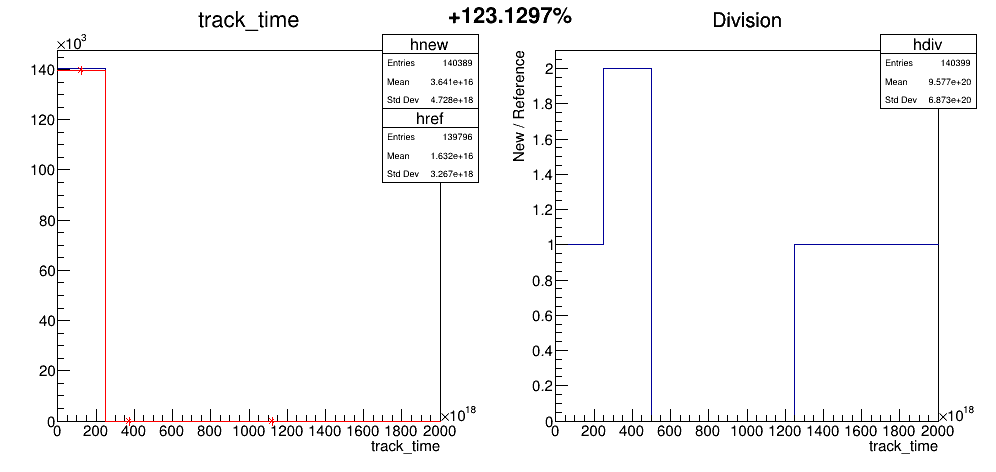 track_time
+123.1297%
Division
×10³
hnew
Entries 140389
Mean 3.641e+16
Std Dev 4.728e+18
href
Entries 139796
Mean 1.632e+16
Std Dev 3.267e+18
140
120
100
80
60
40
20
0
0 200 400 600 800 1000 1200 1400 1600 1800 2000
×10¹⁸
track_time
hdiv
Entries 140399
Mean 9.577e+20
Std Dev 6.873e+20
New / Reference
2
1.8
1.6
1.4
1.2
1
0.8
0.6
0.4
0.2
0
0 200 400 600 800 1000 1200 1400 1600 1800 2000
×10¹⁸
track_time